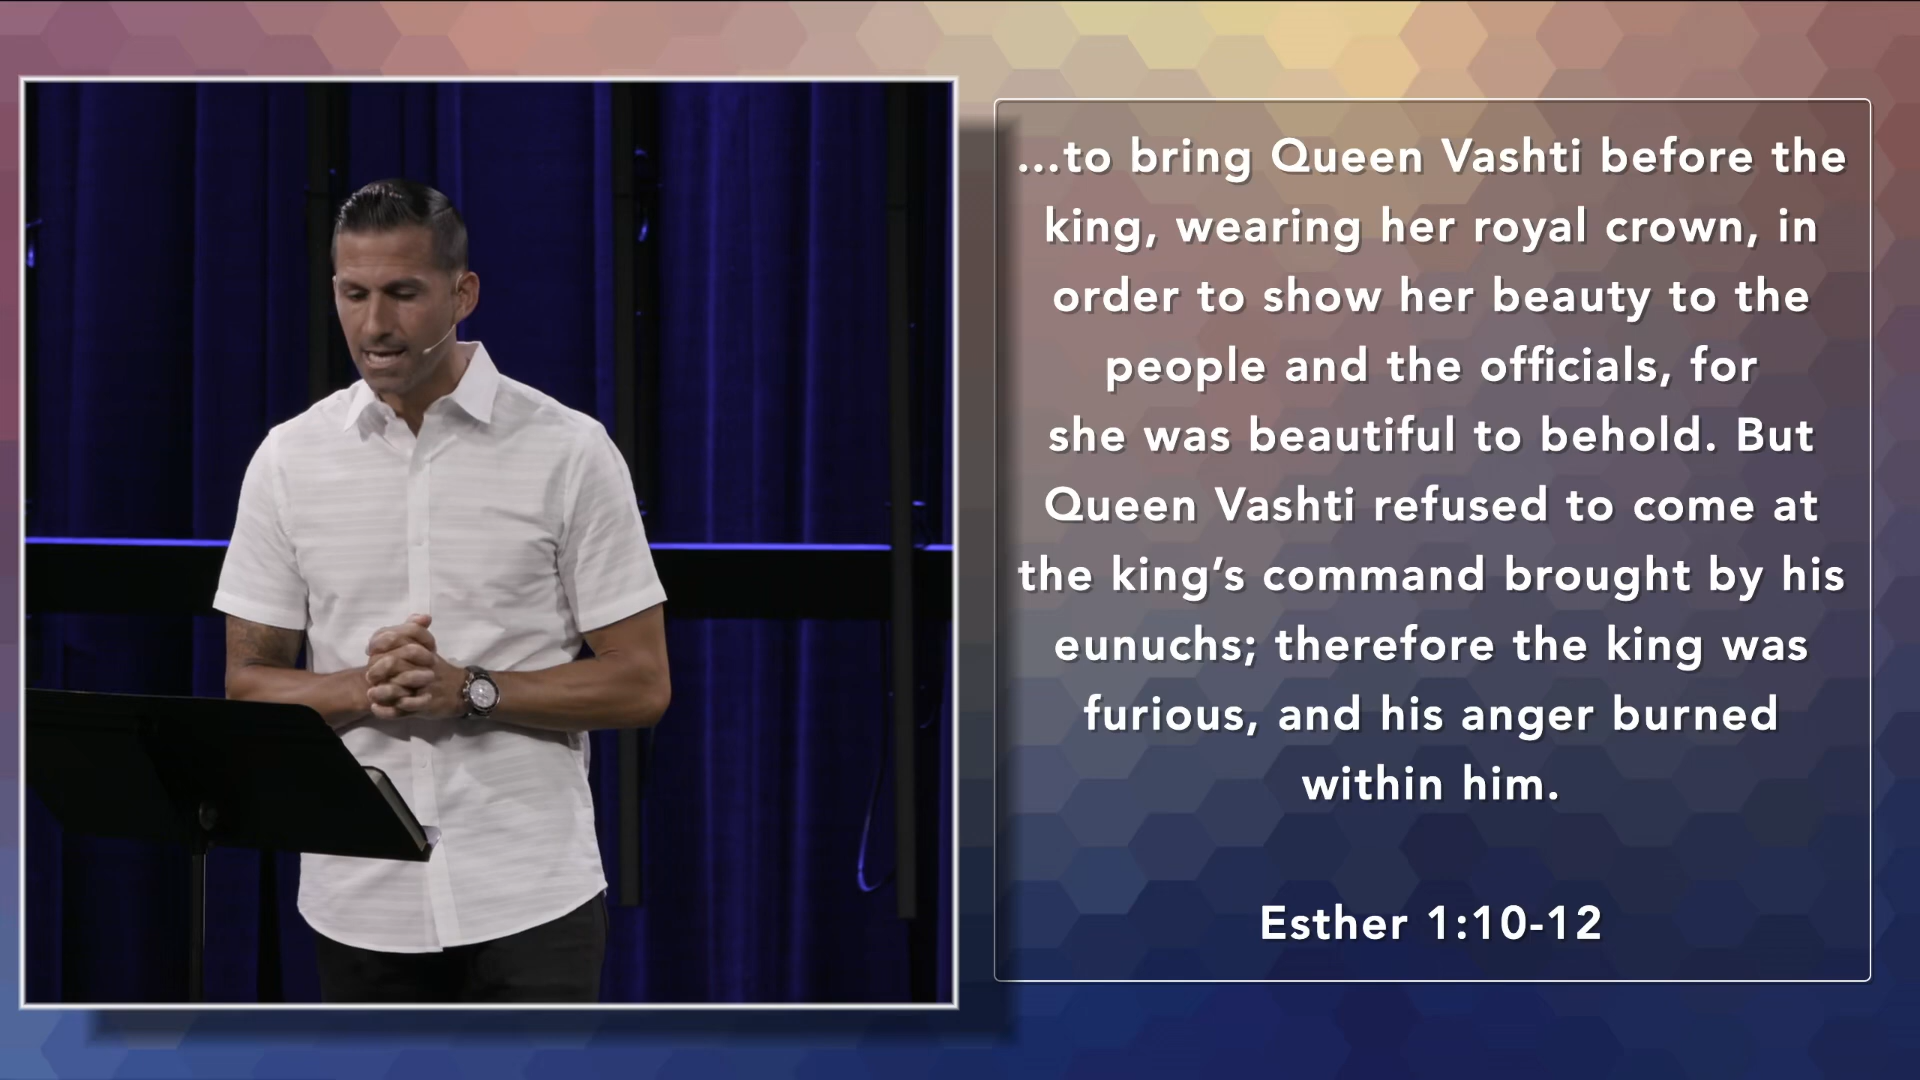 ...to bring Queen Vashti before the
king, wearing her royal crown, in
order to show her beauty to the
people and the officials, for
she was beautiful to behold. But
Queen Vashti refused to come at
the king’s command brought by his
eunuchs; therefore the king was
furious, and his anger burned
within him.
Esther 1:10-12